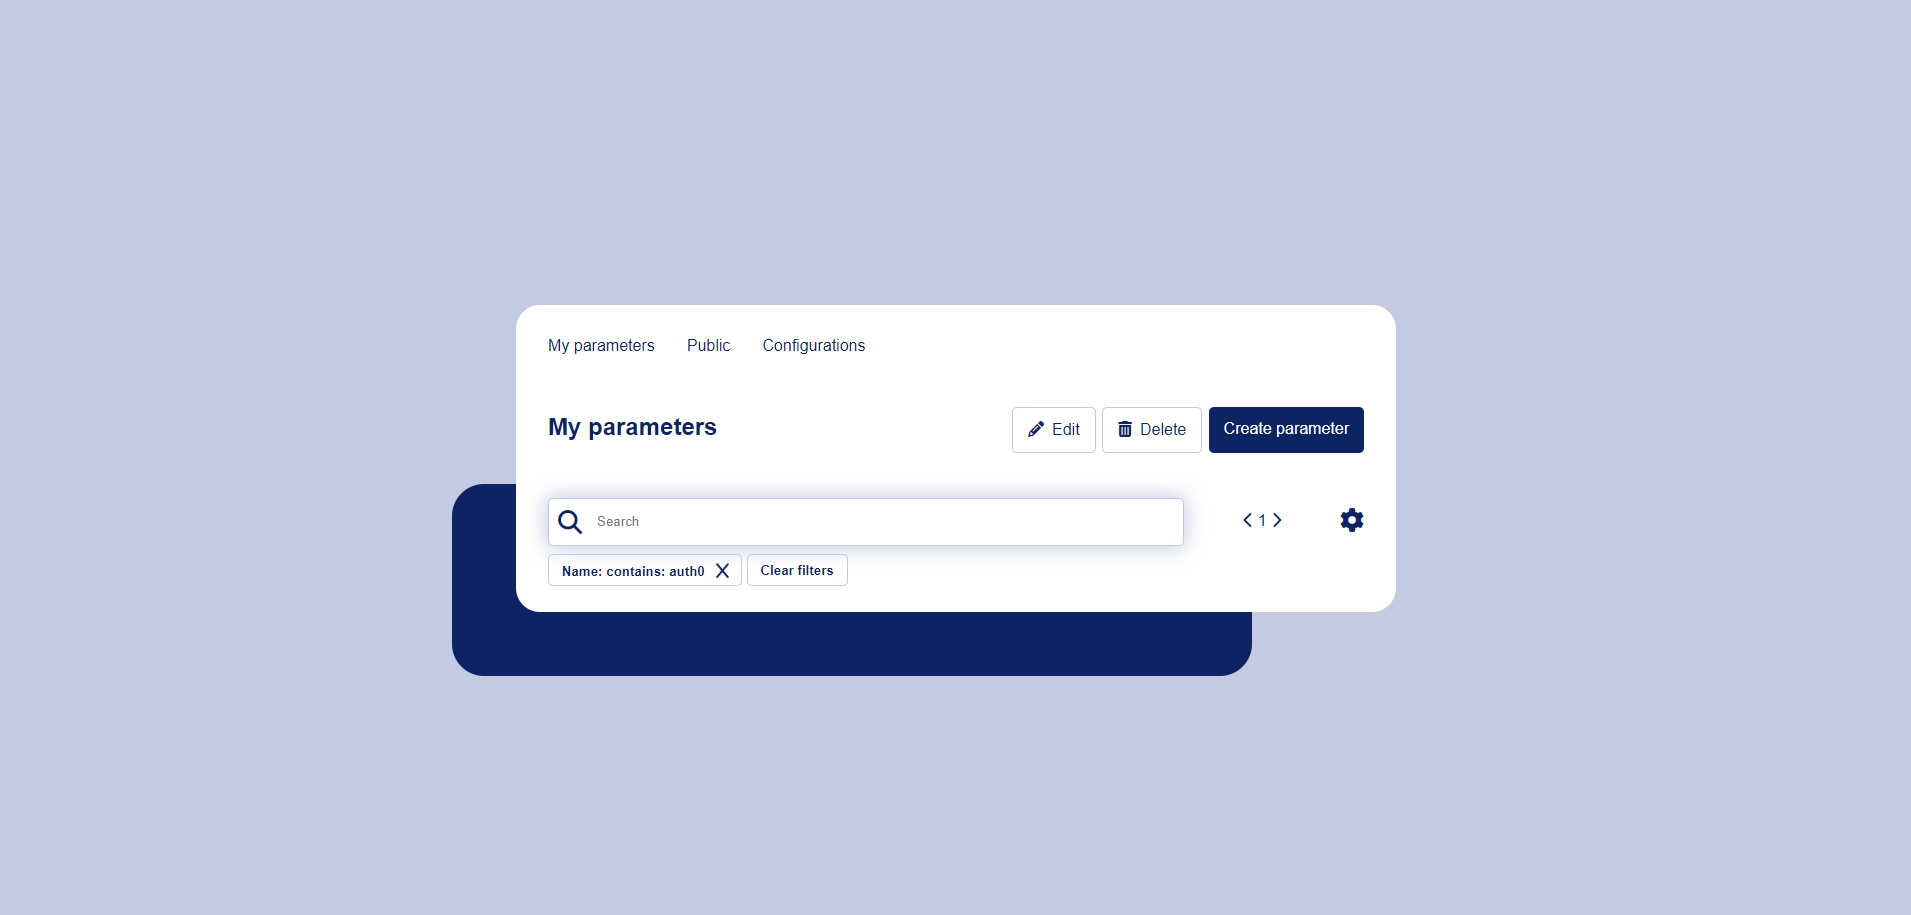 My parameters Public Configurations
My parameters Edit Delete Create parameter
Search 1
Name: contains: auth0 X Clear filters